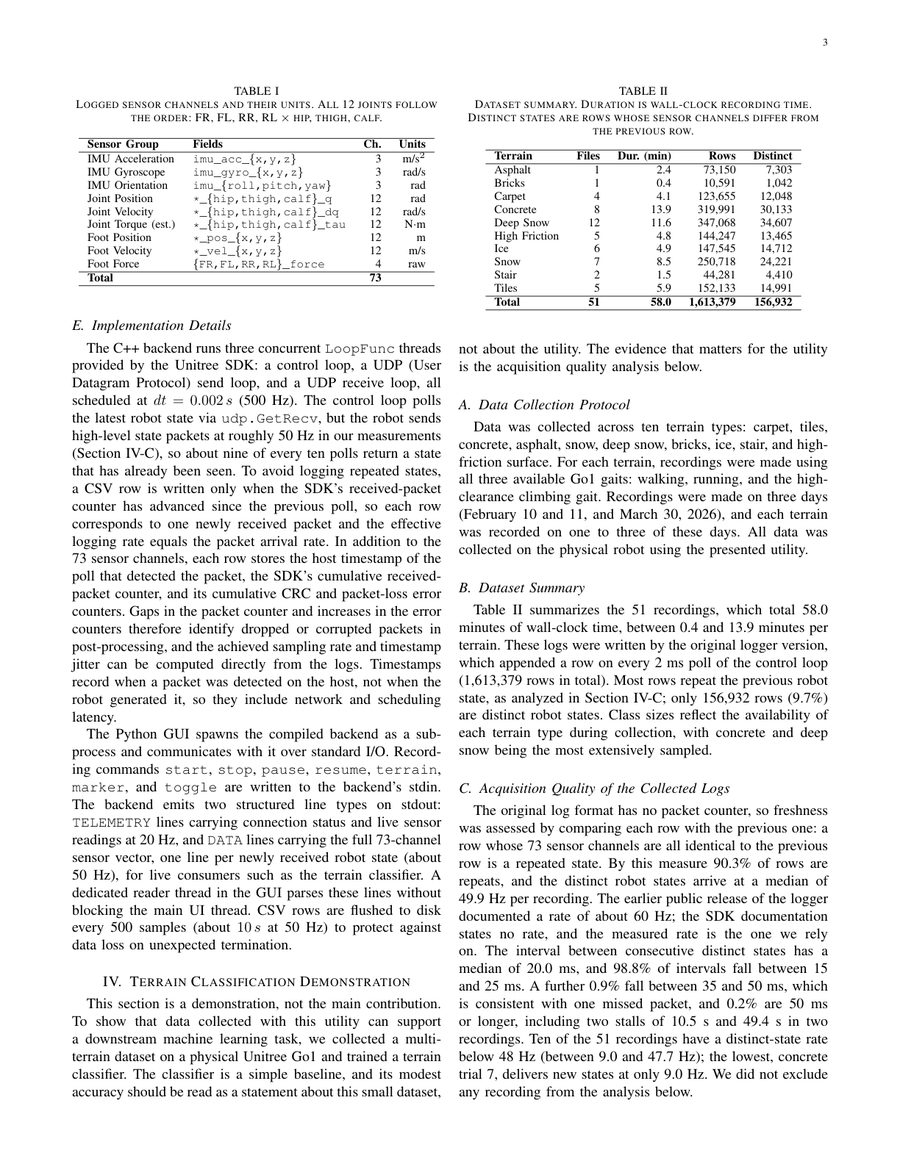 3
TABLE I
LOGGED SENSOR CHANNELS AND THEIR UNITS. ALL 12 JOINTS FOLLOW
THE ORDER: FR, FL, RR, RL × HIP, THIGH, CALF.
Sensor Group Fields Ch. Units
IMU Acceleration imu_acc_{x,y,z} 3 m/s²
IMU Gyroscope imu_gyro_{x,y,z} 3 rad/s
IMU Orientation imu_{roll,pitch,yaw} 3 rad
Joint Position *_{hip,thigh,calf}_q 12 rad
Joint Velocity *_{hip,thigh,calf}_dq 12 rad/s
Joint Torque (est.) *_{hip,thigh,calf}_tau 12 N·m
Foot Position *_pos_{x,y,z} 12 m
Foot Velocity *_vel_{x,y,z} 12 m/s
Foot Force {FR,FL,RR,RL}_force 4 raw
Total 73
E. Implementation Details
The C++ backend runs three concurrent LoopFunc threads
provided by the Unitree SDK: a control loop, a UDP (User
Datagram Protocol) send loop, and a UDP receive loop, all
scheduled at dt = 0.002 s (500 Hz). The control loop polls
the latest robot state via udp.GetRecv, but the robot sends
high-level state packets at roughly 50 Hz in our measurements
(Section IV-C), so about nine of every ten polls return a state
that has already been seen. To avoid logging repeated states,
a CSV row is written only when the SDK's received-packet
counter has advanced since the previous poll, so each row
corresponds to one newly received packet and the effective
logging rate equals the packet arrival rate. In addition to the
73 sensor channels, each row stores the host timestamp of the
poll that detected the packet, the SDK's cumulative received-
packet counter, and its cumulative CRC and packet-loss error
counters. Gaps in the packet counter and increases in the error
counters therefore identify dropped or corrupted packets in
post-processing, and the achieved sampling rate and timestamp
jitter can be computed directly from the logs. Timestamps
record when a packet was detected on the host, not when the
robot generated it, so they include network and scheduling
latency.
The Python GUI spawns the compiled backend as a sub-
process and communicates with it over standard I/O. Record-
ing commands start, stop, pause, resume, terrain,
marker, and toggle are written to the backend's stdin.
The backend emits two structured line types on stdout:
TELEMETRY lines carrying connection status and live sensor
readings at 20 Hz, and DATA lines carrying the full 73-channel
sensor vector, one line per newly received robot state (about
50 Hz), for live consumers such as the terrain classifier. A
dedicated reader thread in the GUI parses these lines without
blocking the main UI thread. CSV rows are flushed to disk
every 500 samples (about 10 s at 50 Hz) to protect against
data loss on unexpected termination.
IV. TERRAIN CLASSIFICATION DEMONSTRATION
This section is a demonstration, not the main contribution.
To show that data collected with this utility can support
a downstream machine learning task, we collected a multi-
terrain dataset on a physical Unitree Go1 and trained a terrain
classifier. The classifier is a simple baseline, and its modest
accuracy should be read as a statement about this small dataset,
TABLE II
DATASET SUMMARY. DURATION IS WALL-CLOCK RECORDING TIME.
DISTINCT STATES ARE ROWS WHOSE SENSOR CHANNELS DIFFER FROM
THE PREVIOUS ROW.
Terrain Files Dur. (min) Rows Distinct
Asphalt 1 2.4 73,150 7,303
Bricks 1 0.4 10,591 1,042
Carpet 4 4.1 123,655 12,048
Concrete 8 13.9 319,991 30,133
Deep Snow 12 11.6 347,068 34,607
High Friction 5 4.8 144,247 13,465
Ice 6 4.9 147,545 14,712
Snow 7 8.5 250,718 24,221
Stair 2 1.5 44,281 4,410
Tiles 5 5.9 152,133 14,991
Total 51 58.0 1,613,379 156,932
not about the utility. The evidence that matters for the utility
is the acquisition quality analysis below.
A. Data Collection Protocol
Data was collected across ten terrain types: carpet, tiles,
concrete, asphalt, snow, deep snow, bricks, ice, stair, and high-
friction surface. For each terrain, recordings were made using
all three available Go1 gaits: walking, running, and the high-
clearance climbing gait. Recordings were made on three days
(February 10 and 11, and March 30, 2026), and each terrain
was recorded on one to three of these days. All data was
collected on the physical robot using the presented utility.
B. Dataset Summary
Table II summarizes the 51 recordings, which total 58.0
minutes of wall-clock time, between 0.4 and 13.9 minutes per
terrain. These logs were written by the original logger version,
which appended a row on every 2 ms poll of the control loop
(1,613,379 rows in total). Most rows repeat the previous robot
state, as analyzed in Section IV-C; only 156,932 rows (9.7%)
are distinct robot states. Class sizes reflect the availability of
each terrain type during collection, with concrete and deep
snow being the most extensively sampled.
C. Acquisition Quality of the Collected Logs
The original log format has no packet counter, so freshness
was assessed by comparing each row with the previous one: a
row whose 73 sensor channels are all identical to the previous
row is a repeated state. By this measure 90.3% of rows are
repeats, and the distinct robot states arrive at a median of
49.9 Hz per recording. The earlier public release of the logger
documented a rate of about 60 Hz; the SDK documentation
states no rate, and the measured rate is the one we rely
on. The interval between consecutive distinct states has a
median of 20.0 ms, and 98.8% of intervals fall between 15
and 25 ms. A further 0.9% fall between 35 and 50 ms, which
is consistent with one missed packet, and 0.2% are 50 ms
or longer, including two stalls of 10.5 s and 49.4 s in two
recordings. Ten of the 51 recordings have a distinct-state rate
below 48 Hz (between 9.0 and 47.7 Hz); the lowest, concrete
trial 7, delivers new states at only 9.0 Hz. We did not exclude
any recording from the analysis below.